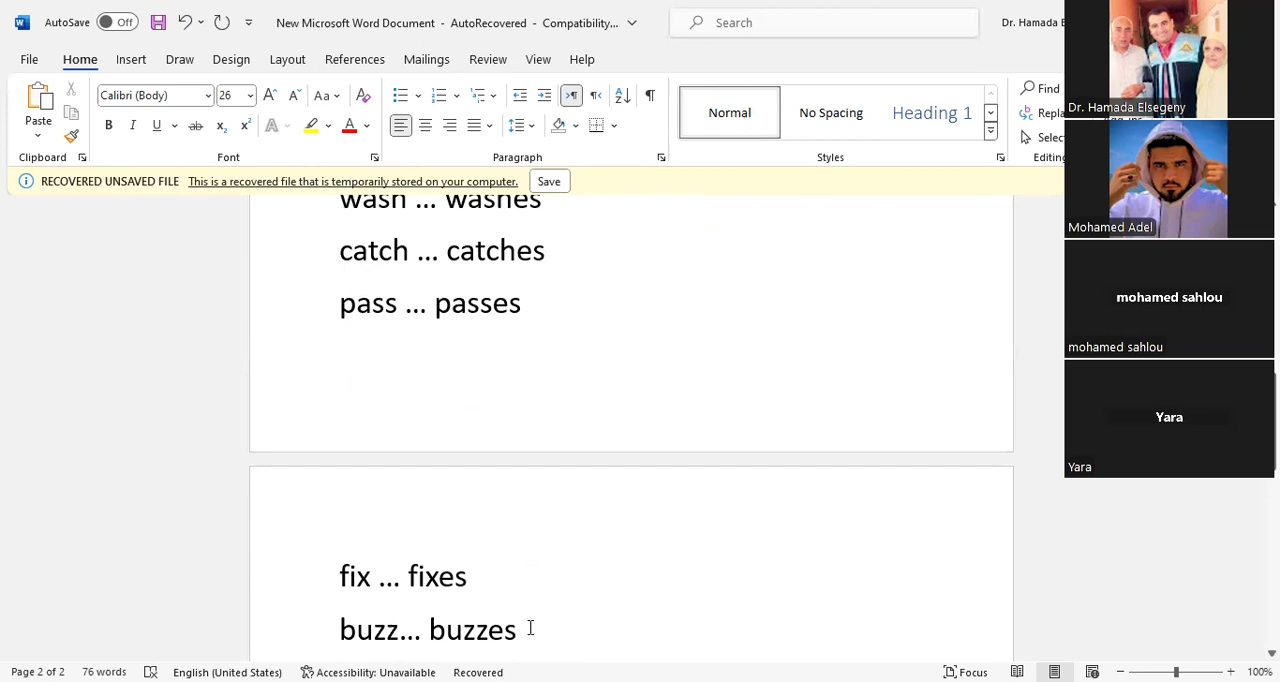 AutoSave Off New Microsoft Word Document - AutoRecovered - Compatibility... Search Dr. Hamada
File Home Insert Draw Design Layout References Mailings Review View Help
Paste Calibri (Body) 26 Aa Normal No Spacing Heading 1 Find
Clipboard Font Paragraph Styles Editing
RECOVERED UNSAVED FILE This is a recovered file that is temporarily stored on your computer. Save
wash ... washes
catch ... catches
pass ... passes
fix ... fixes
buzz... buzzes
Page 2 of 2 76 words English (United States) Accessibility: Unavailable Recovered Focus 100%
Dr. Hamada Elsegeny
Mohamed Adel
mohamed sahlou
mohamed sahlou
Yara
Yara